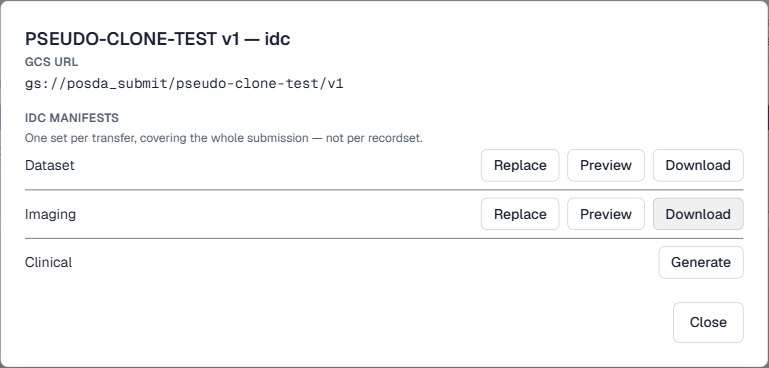 PSEUDO-CLONE-TEST v1 — idc
GCS URL
gs://posda_submit/pseudo-clone-test/v1
IDC MANIFESTS
One set per transfer, covering the whole submission — not per recordset.
Dataset Replace Preview Download
Imaging Replace Preview Download
Clinical Generate
Close